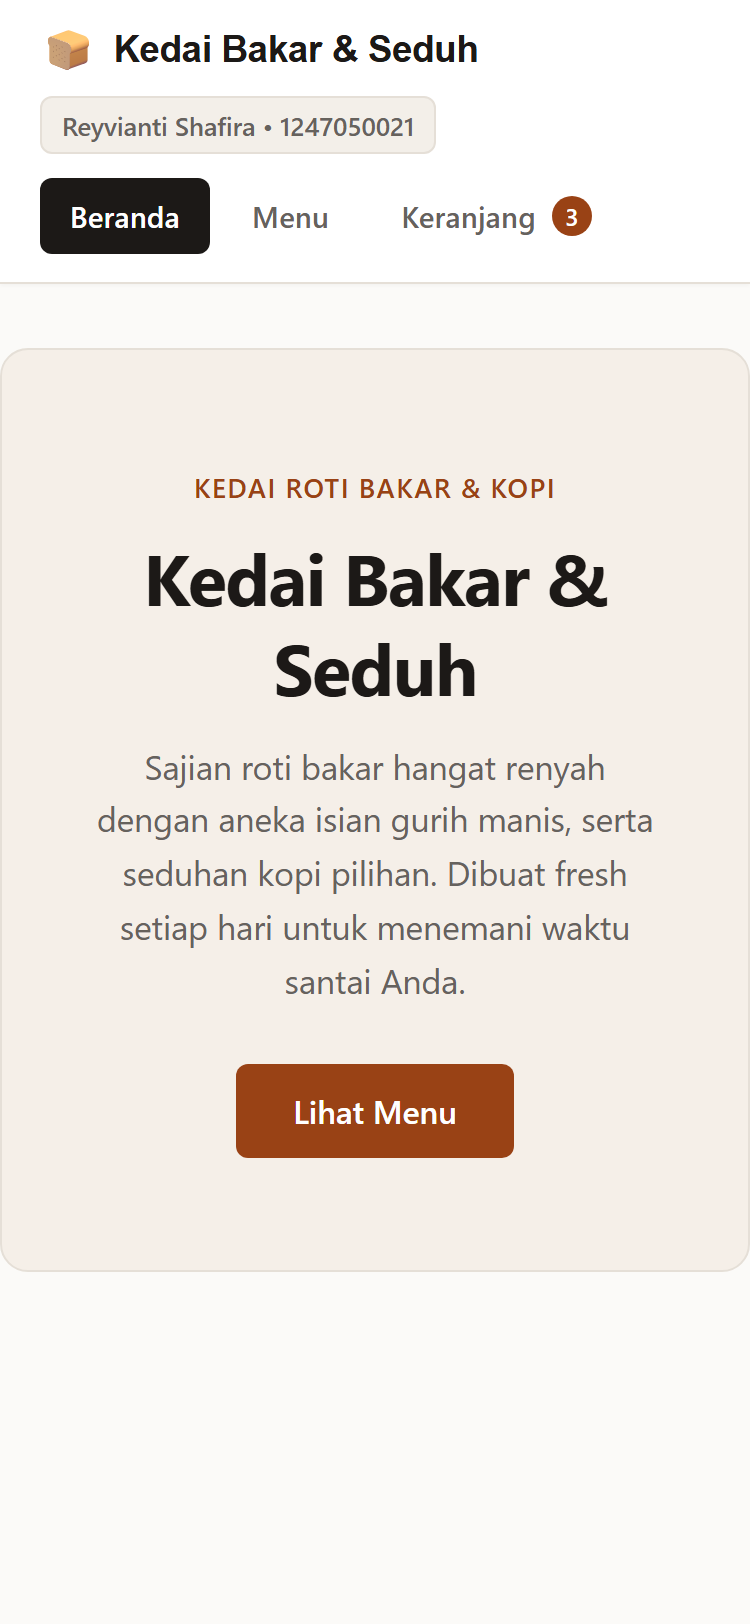 Kedai Bakar & Seduh
Reyvianti Shafira • 1247050021
Beranda Menu Keranjang 3
KEDAI ROTI BAKAR & KOPI
Kedai Bakar &
Seduh
Sajian roti bakar hangat renyah
dengan aneka isian gurih manis, serta
seduhan kopi pilihan. Dibuat fresh
setiap hari untuk menemani waktu
santai Anda.
Lihat Menu